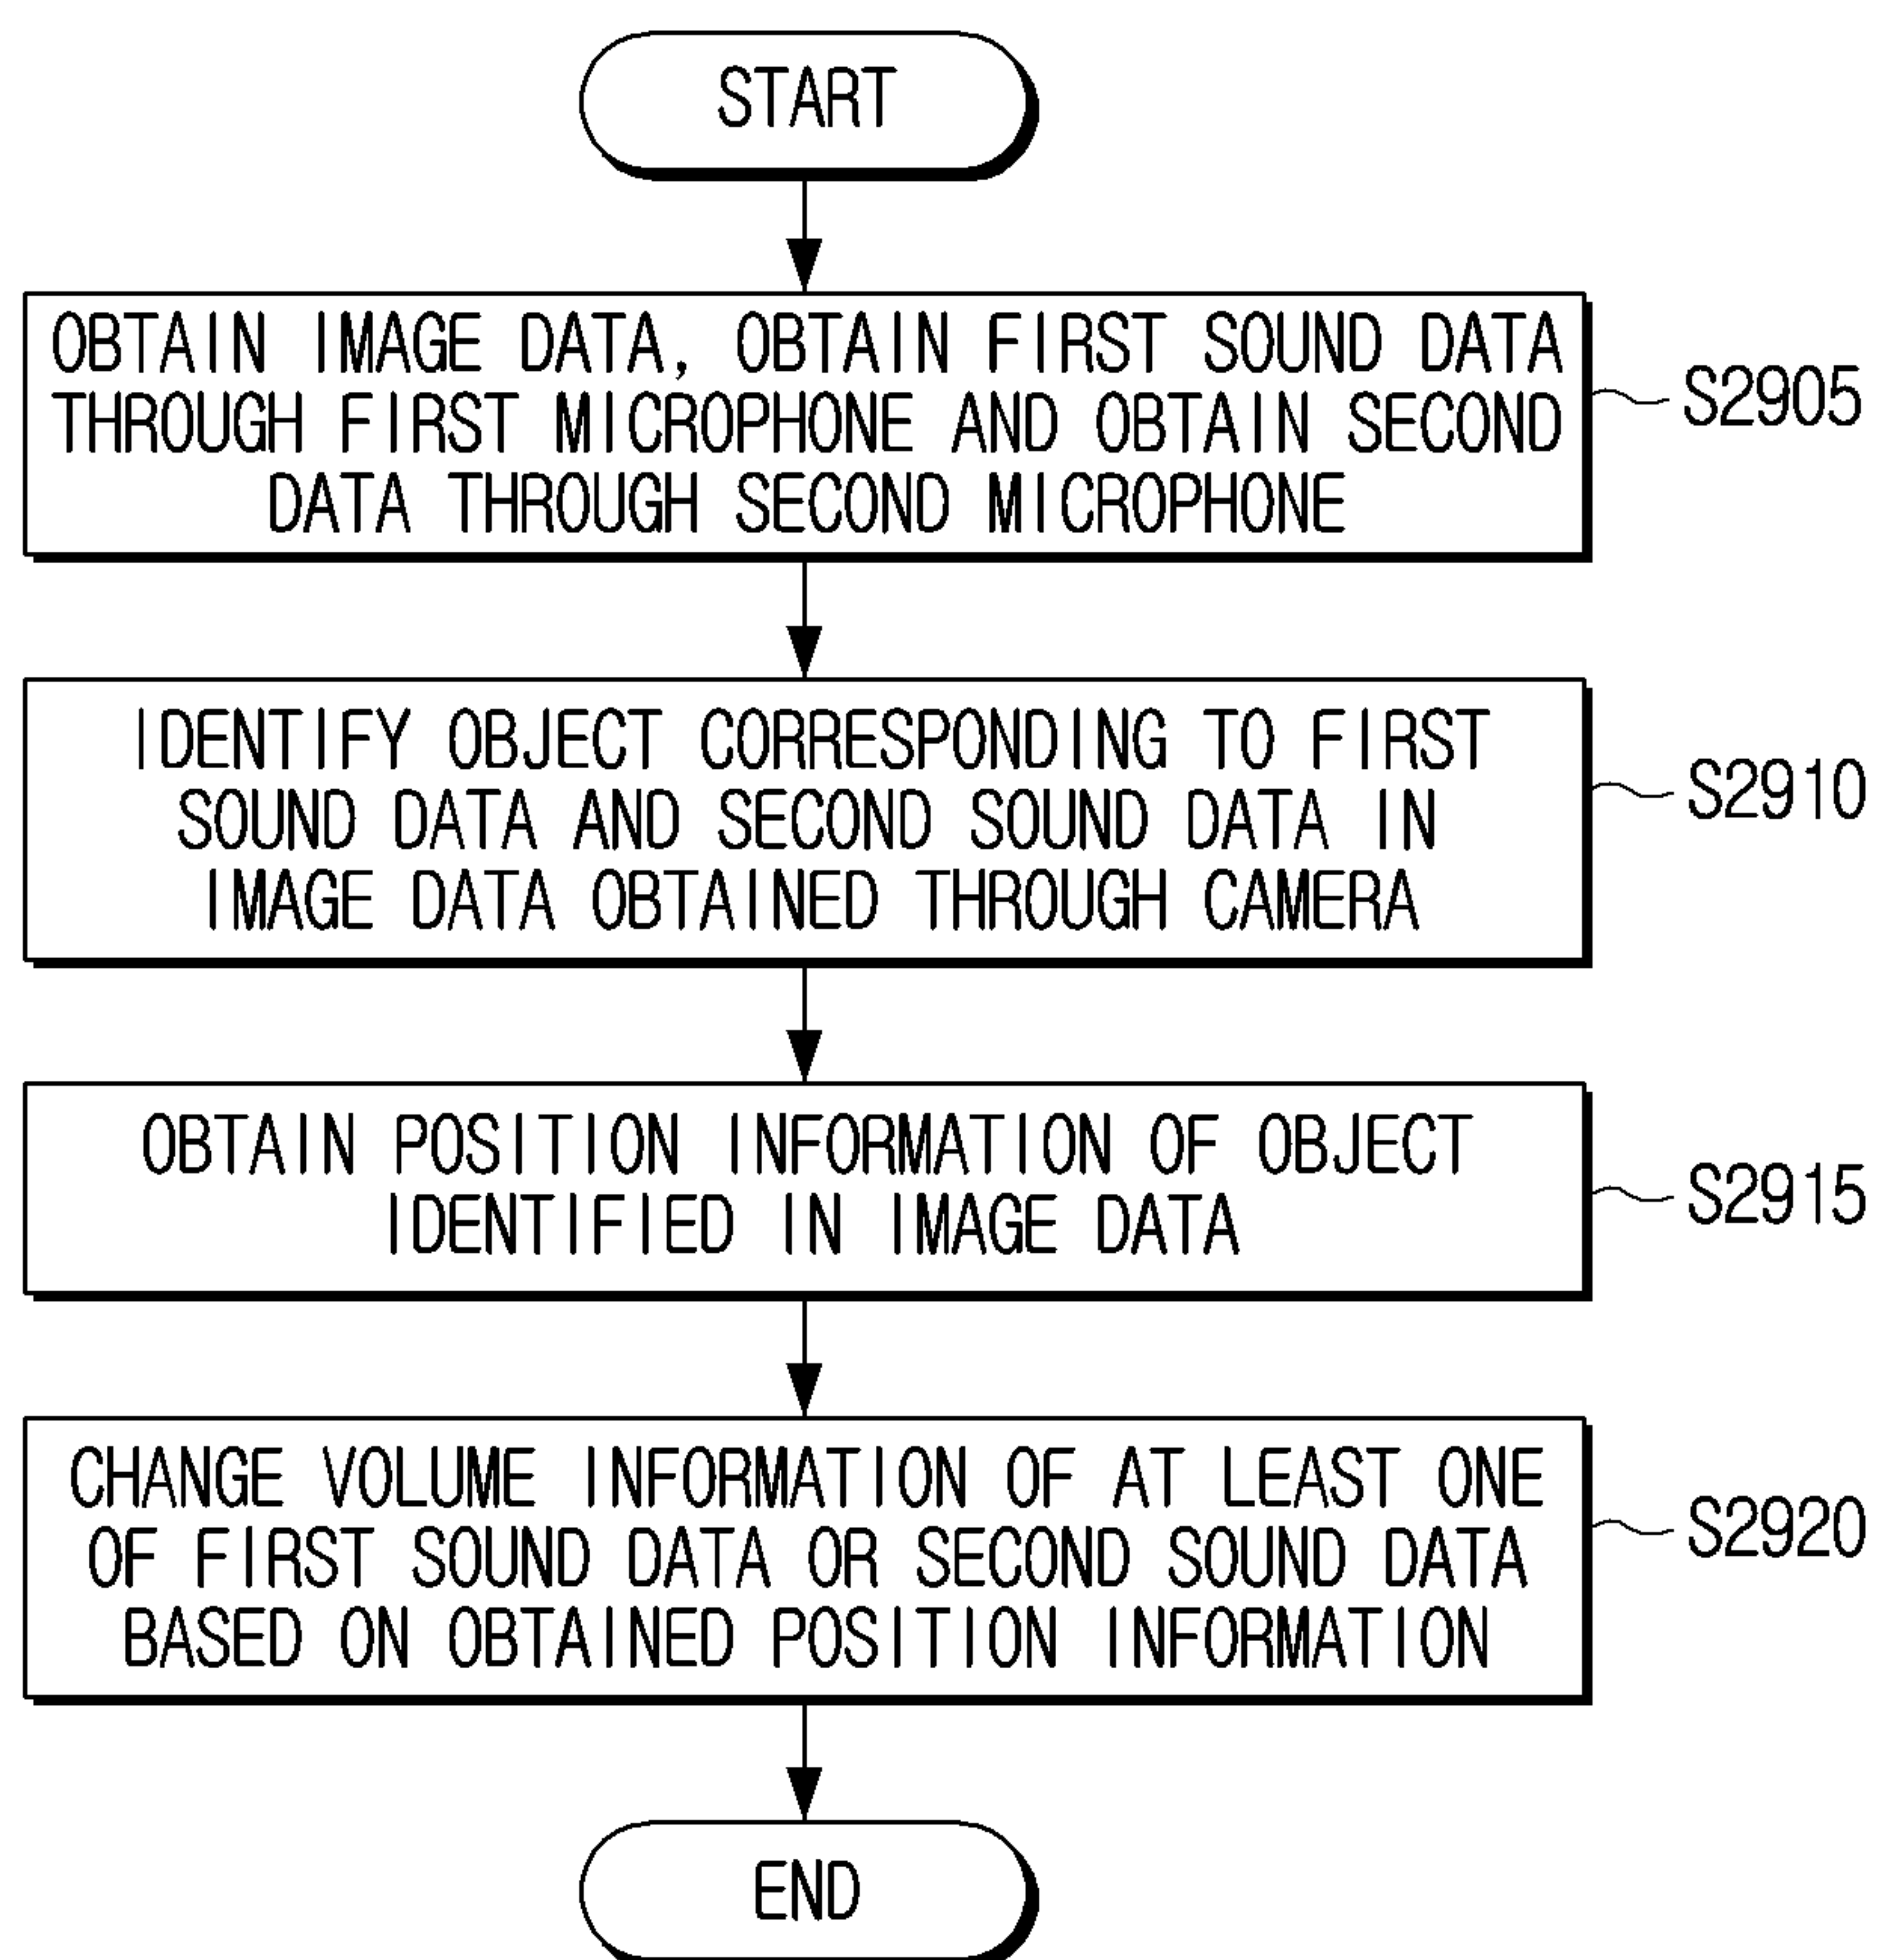 START
OBTAIN IMAGE DATA, OBTAIN FIRST SOUND DATA
THROUGH FIRST MICROPHONE AND OBTAIN SECOND
DATA THROUGH SECOND MICROPHONE
S2905
IDENTIFY OBJECT CORRESPONDING TO FIRST
SOUND DATA AND SECOND SOUND DATA IN
IMAGE DATA OBTAINED THROUGH CAMERA
S2910
OBTAIN POSITION INFORMATION OF OBJECT
IDENTIFIED IN IMAGE DATA
S2915
CHANGE VOLUME INFORMATION OF AT LEAST ONE
OF FIRST SOUND DATA OR SECOND SOUND DATA
BASED ON OBTAINED POSITION INFORMATION
S2920
END